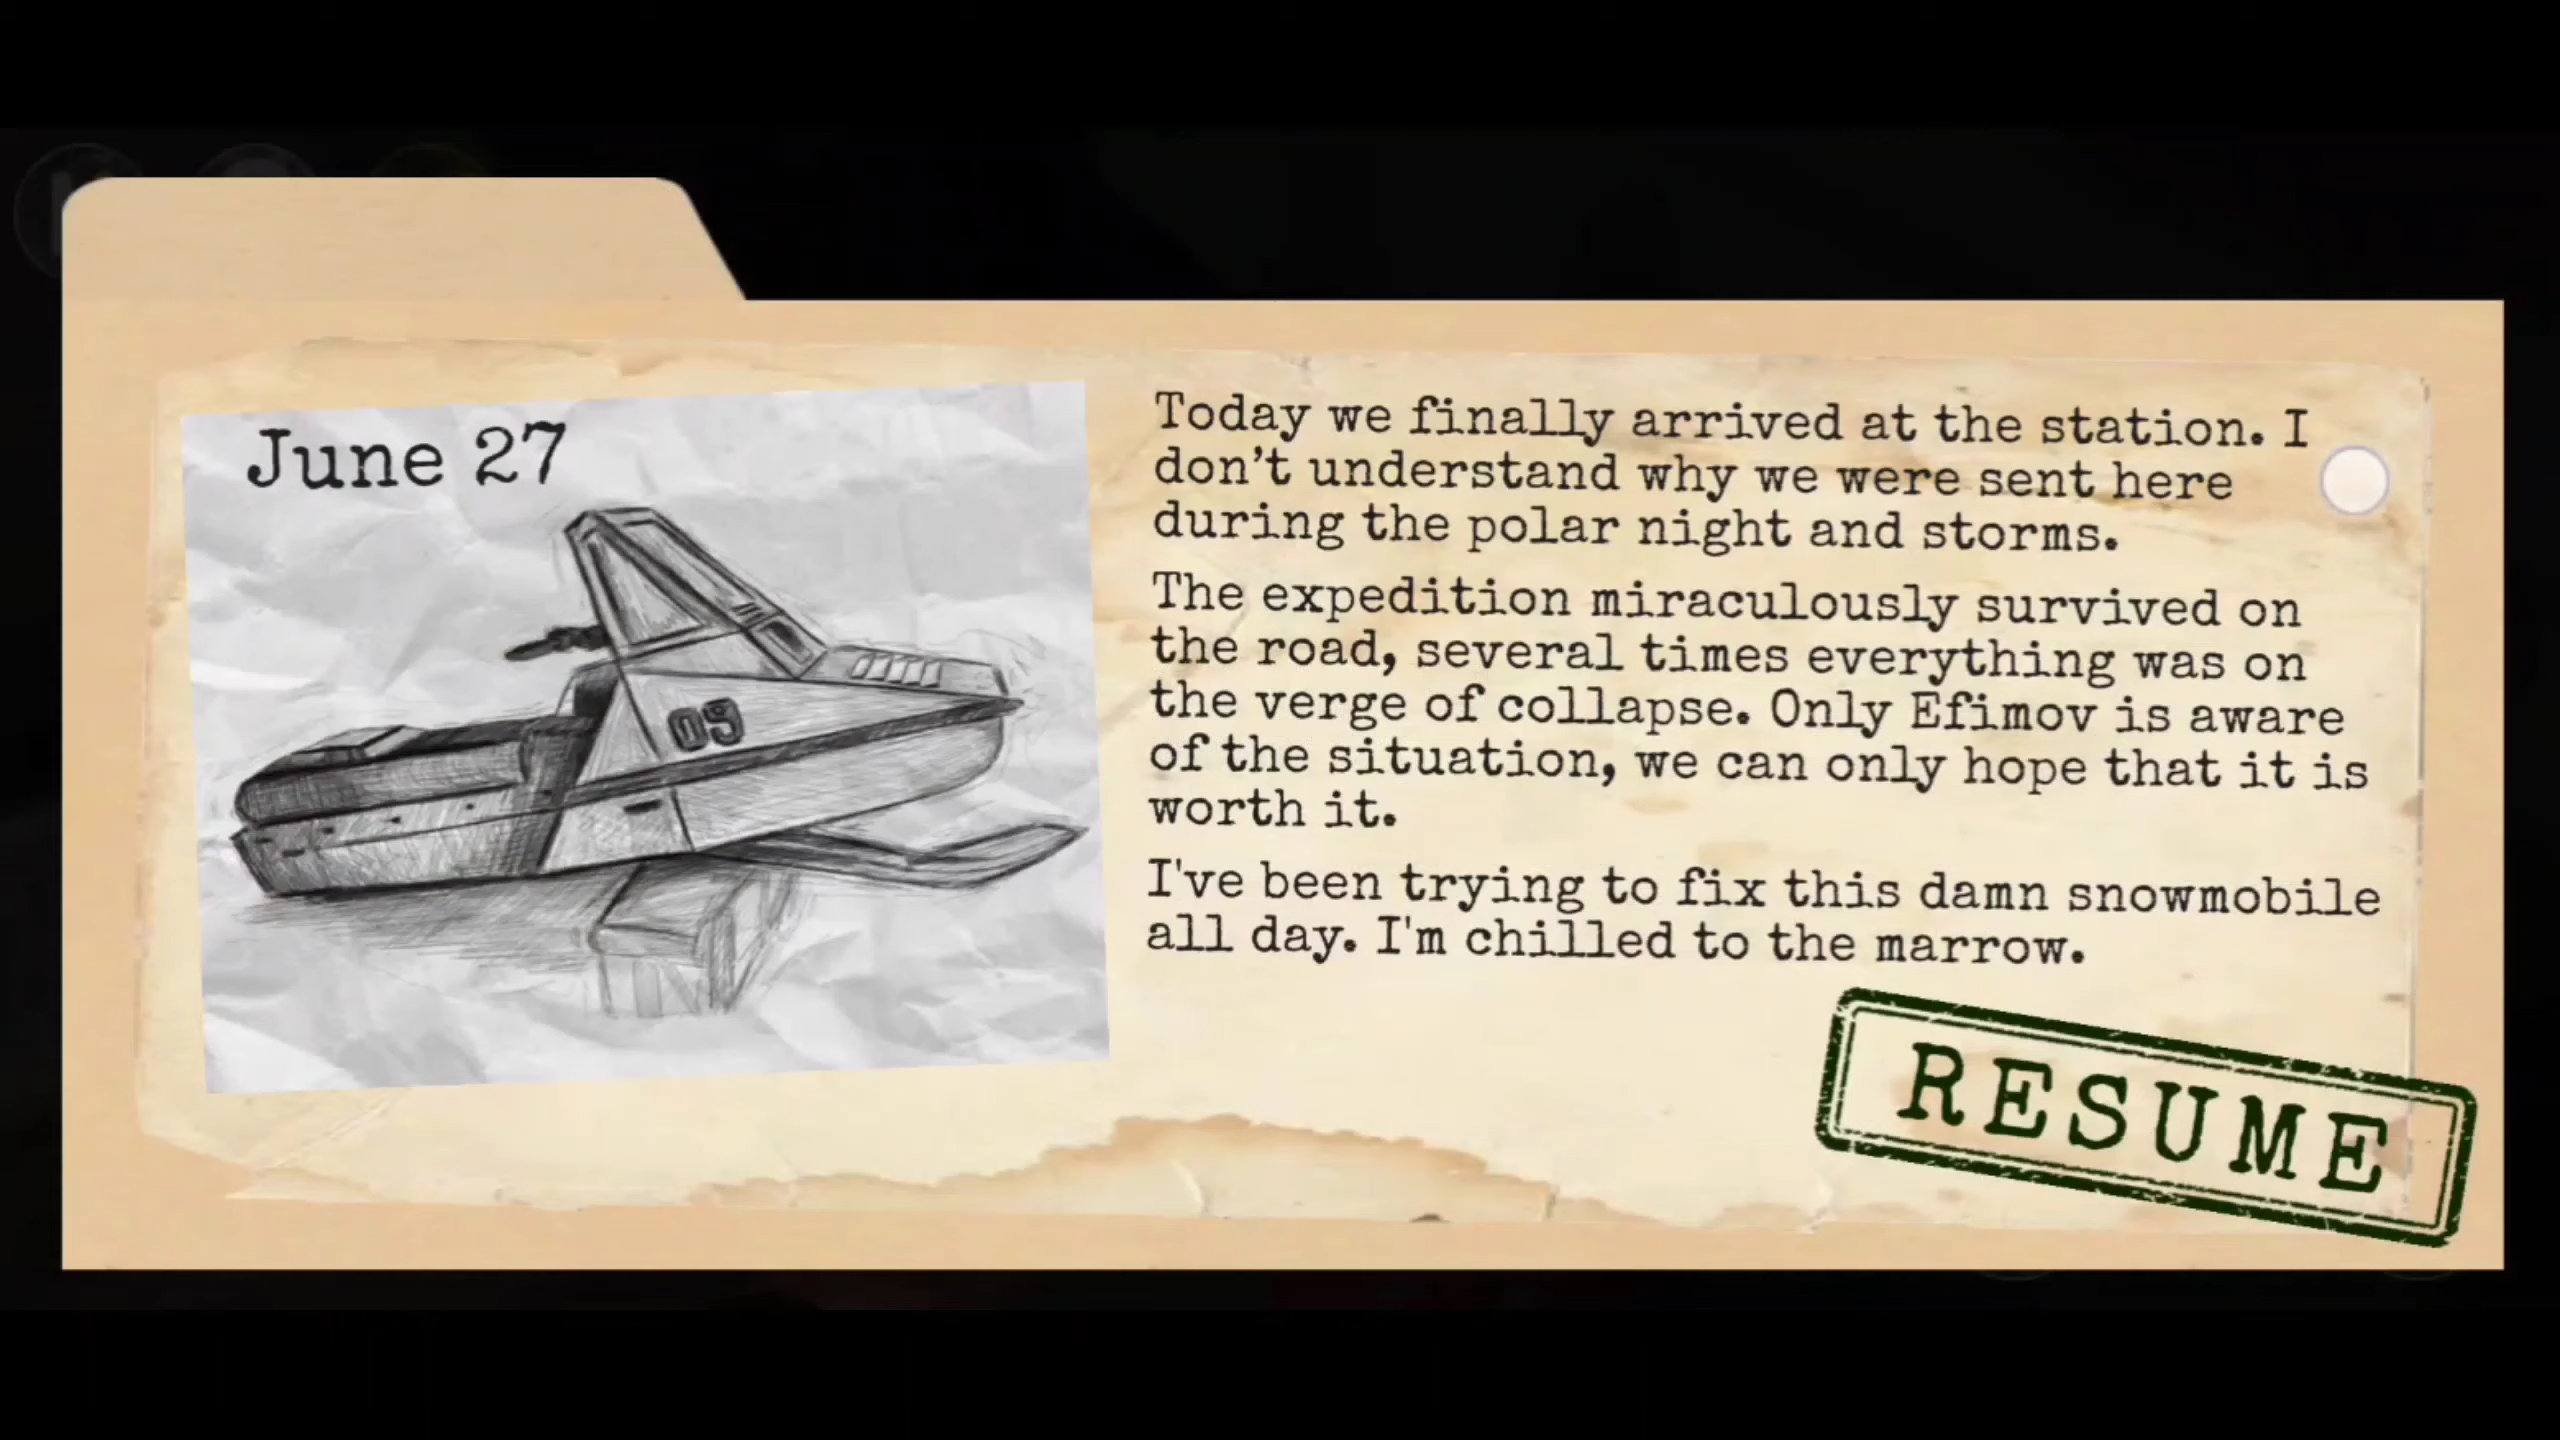 June 27
09
Today we finally arrived at the station. I
don’t understand why we were sent here
during the polar night and storms.
The expedition miraculously survived on
the road, several times everything was on
the verge of collapse. Only Efimov is aware
of the situation, we can only hope that it is
worth it.
I've been trying to fix this damn snowmobile
all day. I'm chilled to the marrow.
RESUME